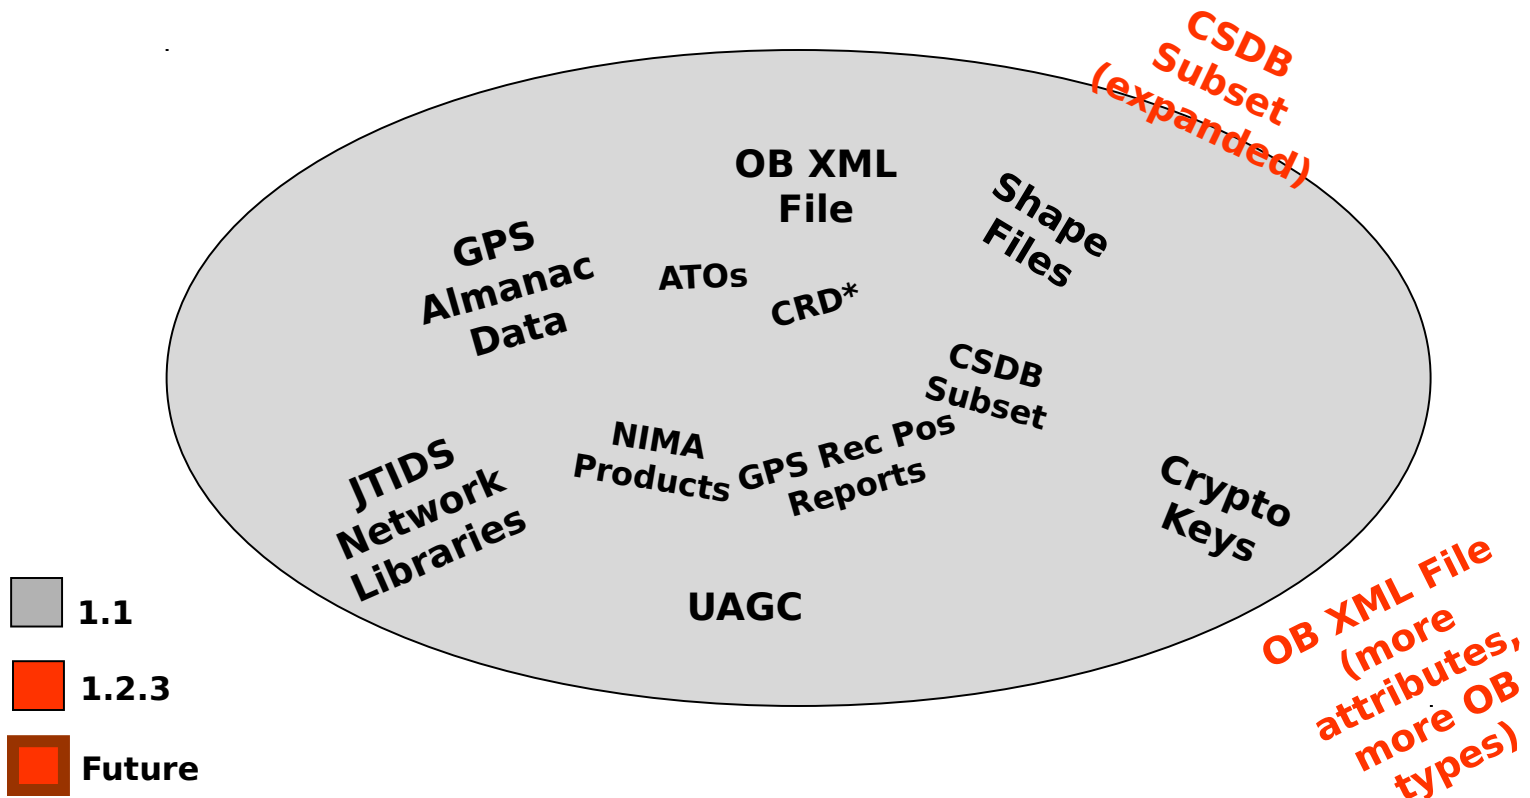 CSDB
Subset
(expanded)
OB XML
File
Shape
Files
GPS
Almanac
Data
ATOs
CRD*
CSDB
Subset
NIMA
Products
GPS Rec Pos
Reports
JTIDS
Network
Libraries
Crypto
Keys
UAGC
OB XML File
(more
attributes,
more OB
types)
1.1
1.2.3
Future